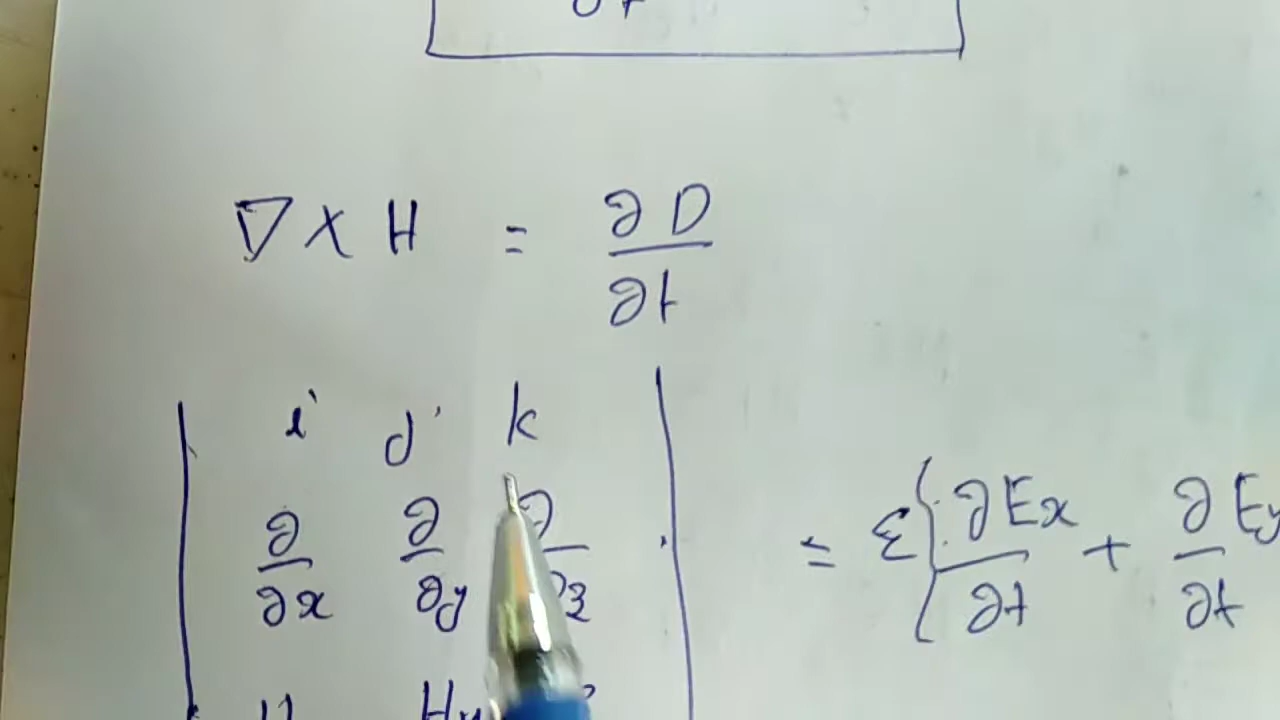 ∇ X H = ∂D/∂t
i j k
∂/∂x ∂/∂y ∂/∂z = ε{ ∂Ex/∂t + ∂Ey/∂t
Hy